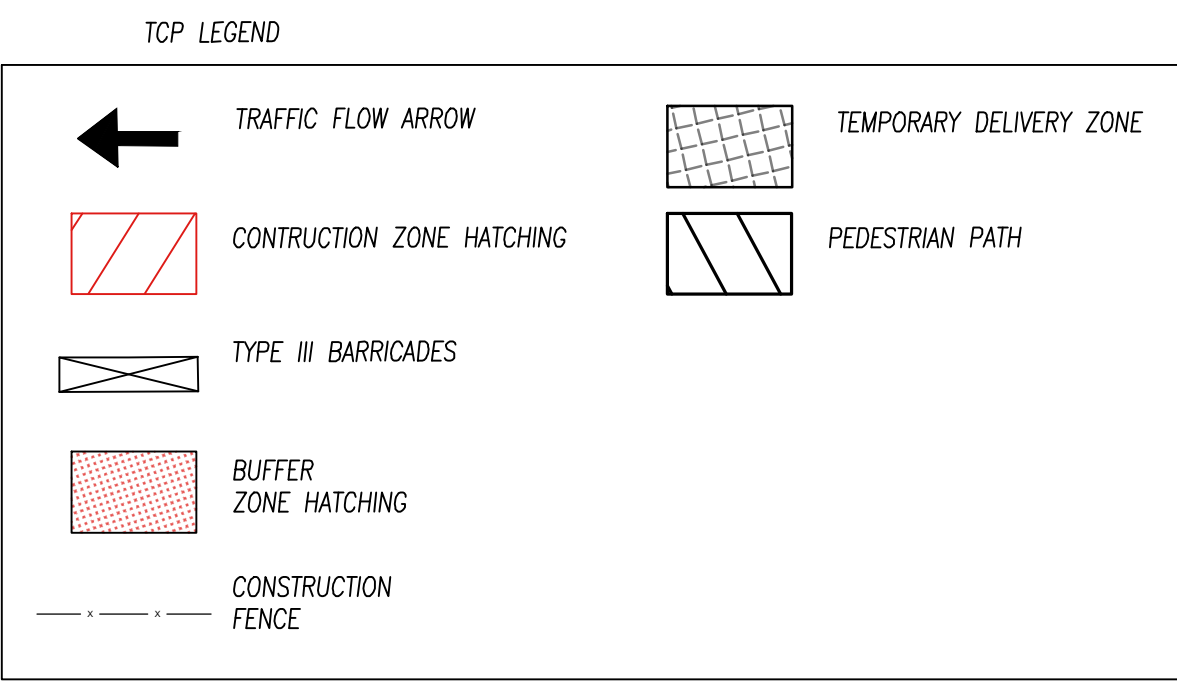 TCP LEGEND
TRAFFIC FLOW ARROW
CONTRUCTION ZONE HATCHING
TYPE III BARRICADES
BUFFER
ZONE HATCHING
x x
CONSTRUCTION
FENCE
TEMPORARY DELIVERY ZONE
PEDESTRIAN PATH